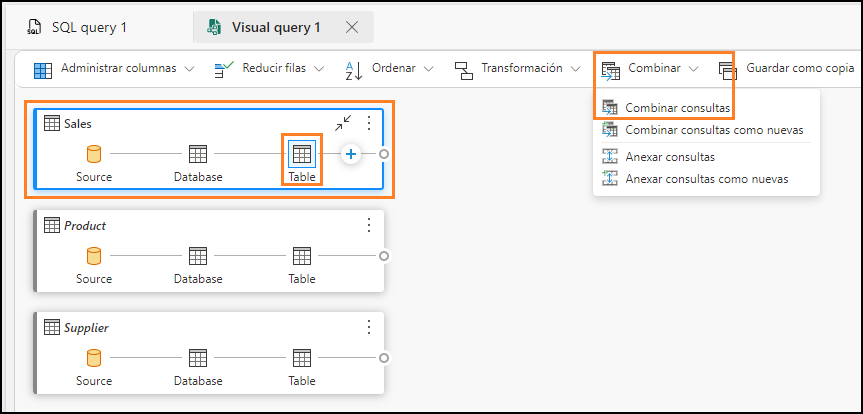 SQL query 1
Visual query 1
Administrar columnas
Reducir filas
Ordenar
Transformación
Combinar
Guardar como copia
Combinar consultas
Combinar consultas como nuevas
Anexar consultas
Anexar consultas como nuevas
Sales
Source
Database
Table
Product
Source
Database
Table
Supplier
Source
Database
Table